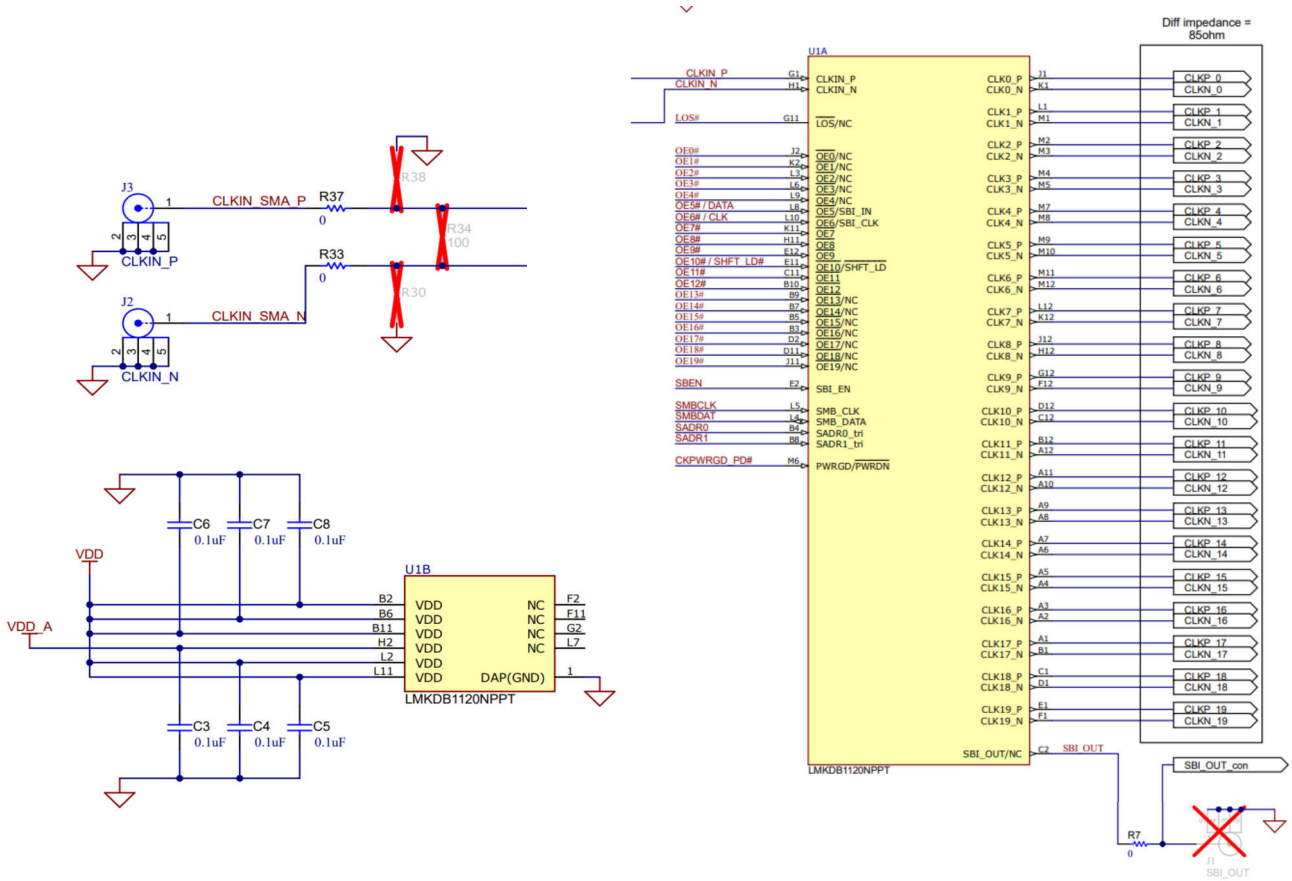 R38
J3
1
CLKIN_SMA_P
R37
0
2 3 4 5
CLKIN_P
R34
100
R33
0
R30
J2
1
CLKIN_SMA_N
2 3 4 5
CLKIN_N
C6
0.1uF
C7
0.1uF
C8
0.1uF
VDD
VDD_A
U1B
B2 VDD NC F2
B6 VDD NC F11
B11 VDD NC G2
H2 VDD NC L7
L2 VDD
L11 VDD DAP(GND) 1
LMKDB1120NPPT
C3
0.1uF
C4
0.1uF
C5
0.1uF
Diff impedance =
85ohm
U1A
CLKIN_P G1 CLKIN_P
CLKIN_N H1 CLKIN_N
LOS# G11 LOS/NC
OE0# J2 OE0/NC
OE1# K2 OE1/NC
OE2# L3 OE2/NC
OE3# L6 OE3/NC
OE4# L9 OE4/NC
OE5# / DATA L8 OE5/SBI_IN
OE6# / CLK L10 OE6/SBI_CLK
OE7# K11 OE7
OE8# H11 OE8
OE9# E12 OE9
OE10# / SHFT_LD# E11 OE10/SHFT_LD
OE11# C11 OE11
OE12# B10 OE12
OE13# B9 OE13/NC
OE14# B7 OE14/NC
OE15# B5 OE15/NC
OE16# B3 OE16/NC
OE17# D2 OE17/NC
OE18# D11 OE18/NC
OE19# J11 OE19/NC
SBEN E2 SBI_EN
SMBCLK L5 SMB_CLK
SMBDAT L4 SMB_DATA
SADR0 B4 SADR0_tri
SADR1 B8 SADR1_tri
CKPWRGD_PD# M6 PWRGD/PWRDN
CLK0_P J1 CLKP_0
CLK0_N K1 CLKN_0
CLK1_P L1 CLKP_1
CLK1_N M1 CLKN_1
CLK2_P M2 CLKP_2
CLK2_N M3 CLKN_2
CLK3_P M4 CLKP_3
CLK3_N M5 CLKN_3
CLK4_P M7 CLKP_4
CLK4_N M8 CLKN_4
CLK5_P M9 CLKP_5
CLK5_N M10 CLKN_5
CLK6_P M11 CLKP_6
CLK6_N M12 CLKN_6
CLK7_P L12 CLKP_7
CLK7_N K12 CLKN_7
CLK8_P J12 CLKP_8
CLK8_N H12 CLKN_8
CLK9_P G12 CLKP_9
CLK9_N F12 CLKN_9
CLK10_P D12 CLKP_10
CLK10_N C12 CLKN_10
CLK11_P B12 CLKP_11
CLK11_N A12 CLKN_11
CLK12_P A11 CLKP_12
CLK12_N A10 CLKN_12
CLK13_P A9 CLKP_13
CLK13_N A8 CLKN_13
CLK14_P A7 CLKP_14
CLK14_N A6 CLKN_14
CLK15_P A5 CLKP_15
CLK15_N A4 CLKN_15
CLK16_P A3 CLKP_16
CLK16_N A2 CLKN_16
CLK17_P A1 CLKP_17
CLK17_N B1 CLKN_17
CLK18_P C1 CLKP_18
CLK18_N D1 CLKN_18
CLK19_P E1 CLKP_19
CLK19_N F1 CLKN_19
SBI_OUT/NC C2 SBI_OUT
LMKDB1120NPPT
SBI_OUT_con
R7
0
J1
SBI_OUT